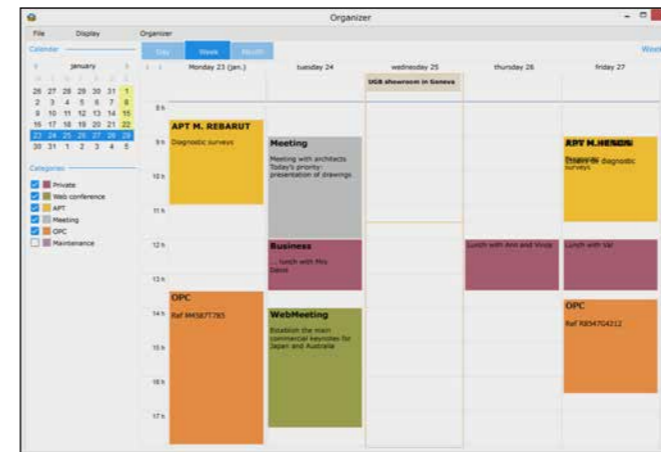 Organizer
File Display Organizer
Calendar
Day Week Month
Week
january
26 27 28 29 30 31 1
2 3 4 5 6 7 8
9 10 11 12 13 14 15
16 17 18 19 20 21 22
23 24 25 26 27 28 29
30 31 1 2 3 4 5
Categories
Private
Web conference
APT
Meeting
OPC
Maintenance
Monday 23 (jan.) tuesday 24 wednesday 25 thursday 26 friday 27
UGB showroom in Geneva
8 h
9 h
10 h
11 h
12 h
13 h
14 h
15 h
16 h
17 h
APT M. REBARUT
Diagnostic surveys
OPC
Meeting
Meeting with architects
Today's priority:
presentation of drawings
Business
... lunch with Mrs
WebMeeting
Establish the main
commercial keynotes for
Japan and Australia
Lunch with Ann and
APT
diagnostic
surveys
Lunch with Val
OPC